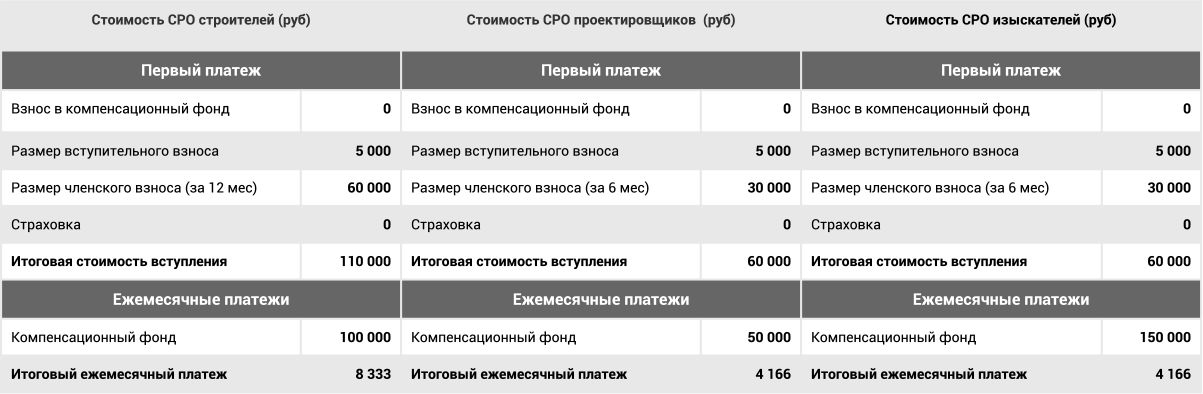 Стоимость СРО строителей (руб) Стоимость СРО проектировщиков (руб) Стоимость СРО изыскателей (руб)
Первый платеж Первый платеж Первый платеж
Взнос в компенсационный фонд 0 Взнос в компенсационный фонд 0 Взнос в компенсационный фонд 0
Размер вступительного взноса 5 000 Размер вступительного взноса 5 000 Размер вступительного взноса 5 000
Размер членского взноса (за 12 мес) 60 000 Размер членского взноса (за 6 мес) 30 000 Размер членского взноса (за 6 мес) 30 000
Страховка 0 Страховка 0 Страховка 0
Итоговая стоимость вступления 110 000 Итоговая стоимость вступления 60 000 Итоговая стоимость вступления 60 000
Ежемесячные платежи Ежемесячные платежи Ежемесячные платежи
Компенсационный фонд 100 000 Компенсационный фонд 50 000 Компенсационный фонд 150 000
Итоговый ежемесячный платеж 8 333 Итоговый ежемесячный платеж 4 166 Итоговый ежемесячный платеж 4 166